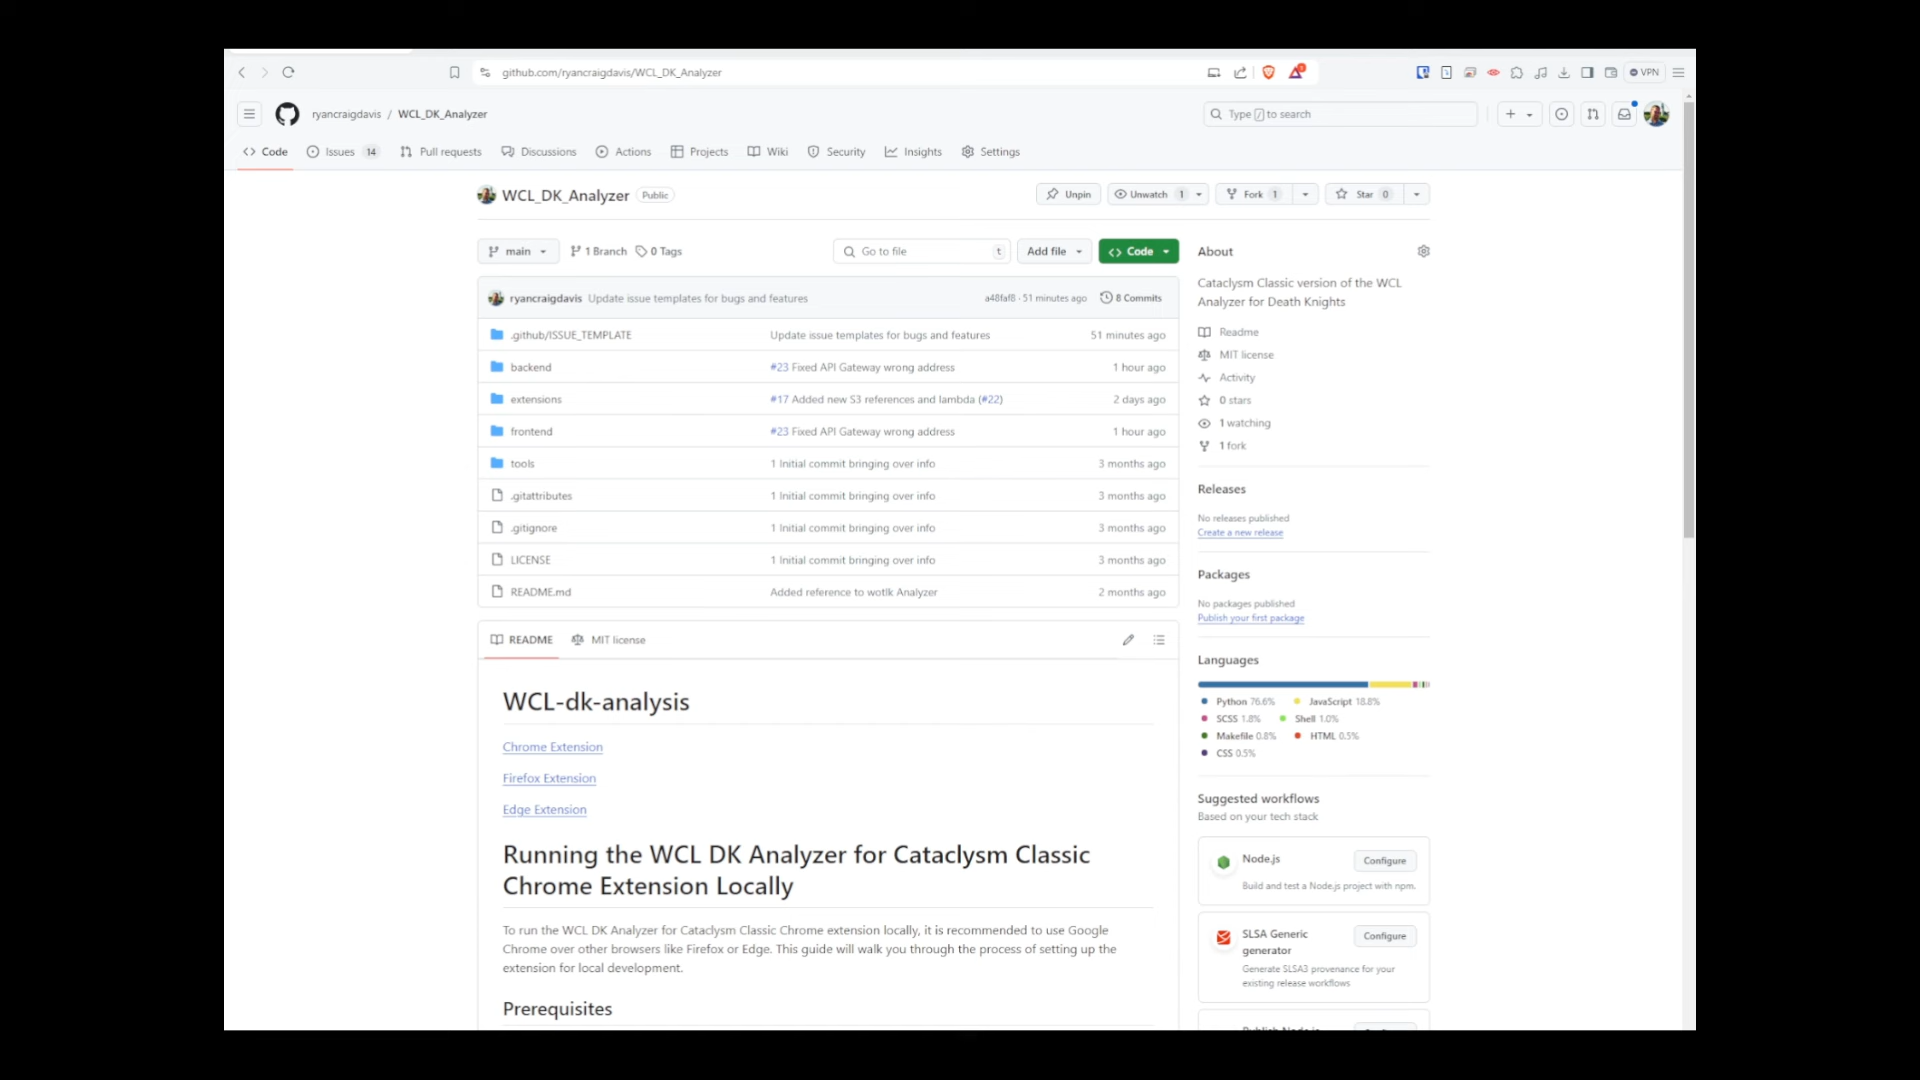 github.com/ryancraigdavis/WCL_DK_Analyzer
VPN
ryancraigdavis / WCL_DK_Analyzer
Type / to search
Code
Issues 14
Pull requests
Discussions
Actions
Projects
Wiki
Security
Insights
Settings
WCL_DK_Analyzer Public
Unpin
Unwatch 1
Fork 1
Star 0
main
1 Branch
0 Tags
Go to file t
Add file
Code
ryancraigdavis Update issue templates for bugs and features a48faf8 · 51 minutes ago 8 Commits
.github/ISSUE_TEMPLATE Update issue templates for bugs and features 51 minutes ago
backend #23 Fixed API Gateway wrong address 1 hour ago
extensions #17 Added new S3 references and lambda (#22) 2 days ago
frontend #23 Fixed API Gateway wrong address 1 hour ago
tools 1 Initial commit bringing over info 3 months ago
.gitattributes 1 Initial commit bringing over info 3 months ago
.gitignore 1 Initial commit bringing over info 3 months ago
LICENSE 1 Initial commit bringing over info 3 months ago
README.md Added reference to wotlk Analyzer 2 months ago
README
MIT license
WCL-dk-analysis
Chrome Extension
Firefox Extension
Edge Extension
Running the WCL DK Analyzer for Cataclysm Classic
Chrome Extension Locally
To run the WCL DK Analyzer for Cataclysm Classic Chrome extension locally, it is recommended to use Google
Chrome over other browsers like Firefox or Edge. This guide will walk you through the process of setting up the
extension for local development.
Prerequisites
About
Cataclysm Classic version of the WCL
Analyzer for Death Knights
Readme
MIT license
Activity
0 stars
1 watching
1 fork
Releases
No releases published
Create a new release
Packages
No packages published
Publish your first package
Languages
Python 76.6% JavaScript 18.8%
SCSS 1.8% Shell 1.0%
Makefile 0.8% HTML 0.5%
CSS 0.5%
Suggested workflows
Based on your tech stack
Node.js
Configure
Build and test a Node.js project with npm.
SLSA Generic
generator
Configure
Generate SLSA3 provenance for your
existing release workflows